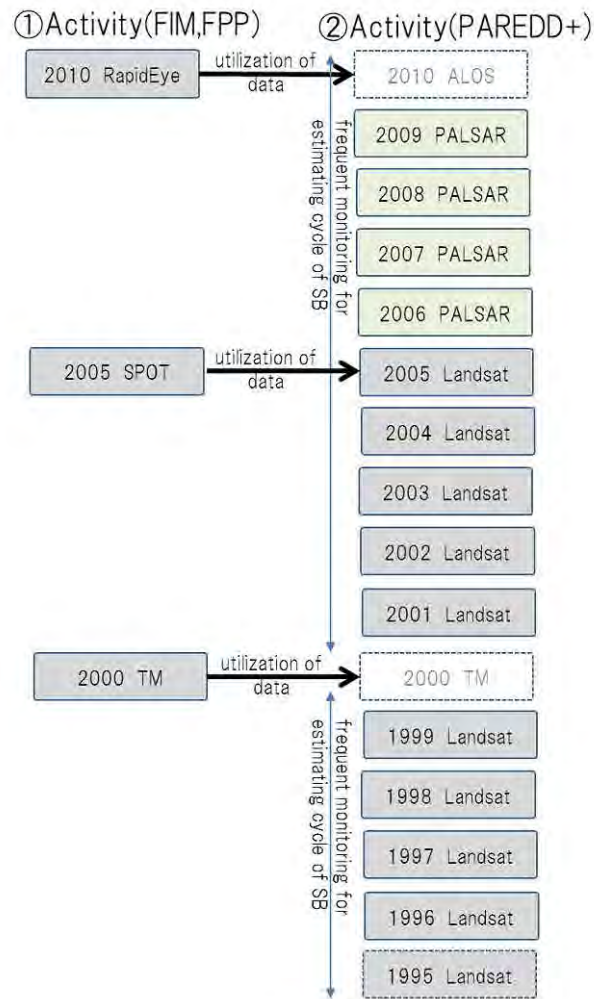 ①Activity(FIM,FPP)
②Activity(PAREDD+)
2010 RapidEye
utilization of
data
2010 ALOS
frequent monitoring for
estimating cycle of SB
2009 PALSAR
2008 PALSAR
2007 PALSAR
2006 PALSAR
2005 SPOT
utilization of
data
2005 Landsat
2004 Landsat
2003 Landsat
2002 Landsat
2001 Landsat
2000 TM
utilization of
data
2000 TM
frequent monitoring for
estimating cycle of SB
1999 Landsat
1998 Landsat
1997 Landsat
1996 Landsat
1995 Landsat